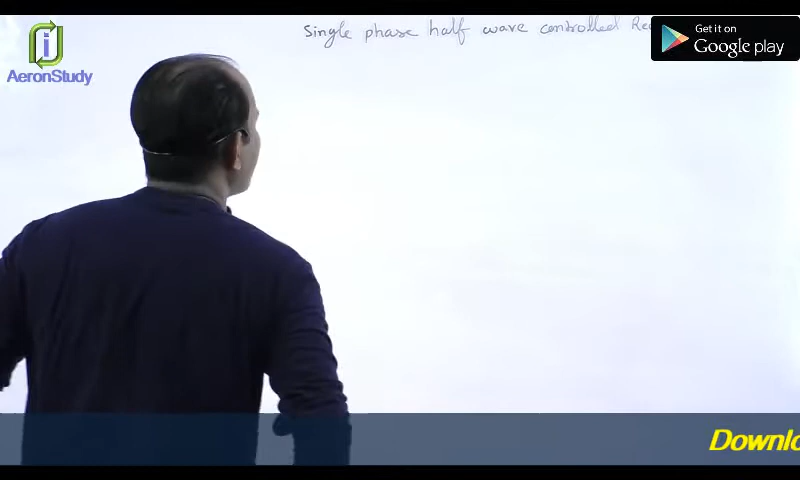 Single phase half wave controlled
Get it on
Google play
AeronStudy